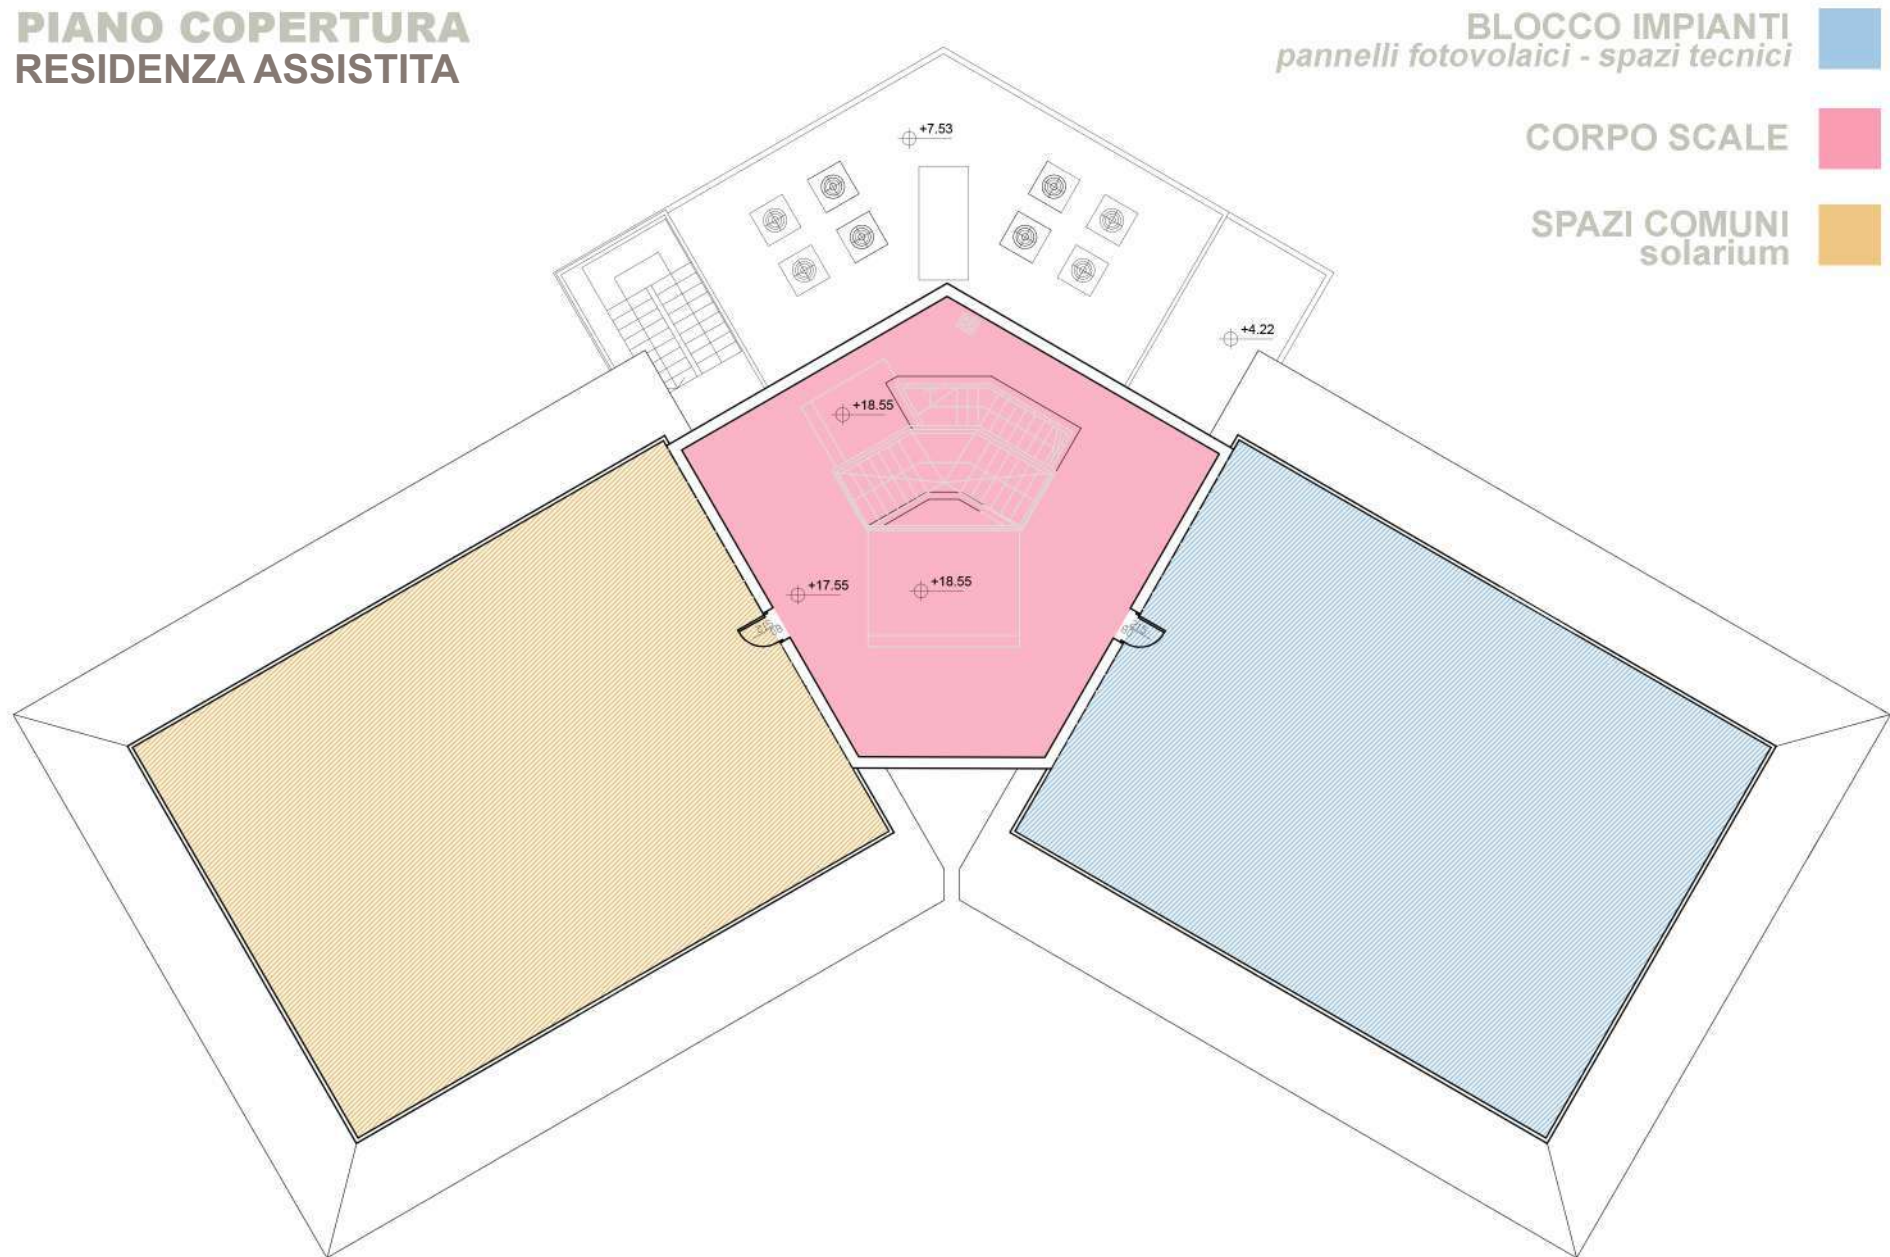 PIANO COPERTURA
RESIDENZA ASSISTITA
BLOCCO IMPIANTI
pannelli fotovolaici - spazi tecnici
CORPO SCALE
SPAZI COMUNI
solarium
+7.53
+4.22
+18.55
+17.55
+18.55